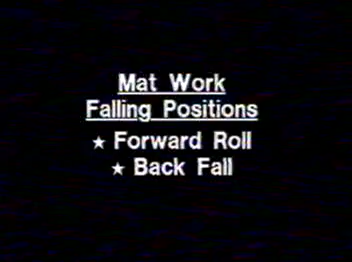 Mat Work
Falling Positions
★ Forward Roll
★ Back Fall